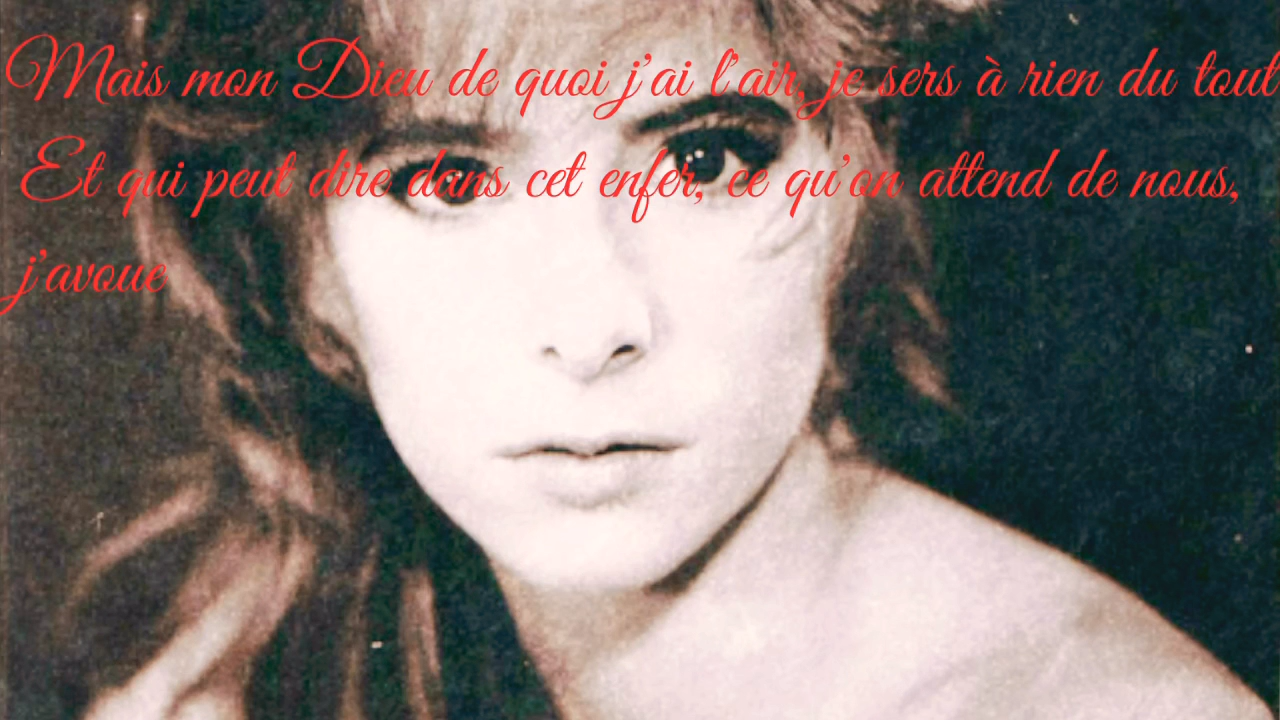 Mais mon Dieu de quoi j'ai l'air, je sers à rien du tout
Et qui peut dire dans cet enfer, ce qu'on attend de nous,
j'avoue